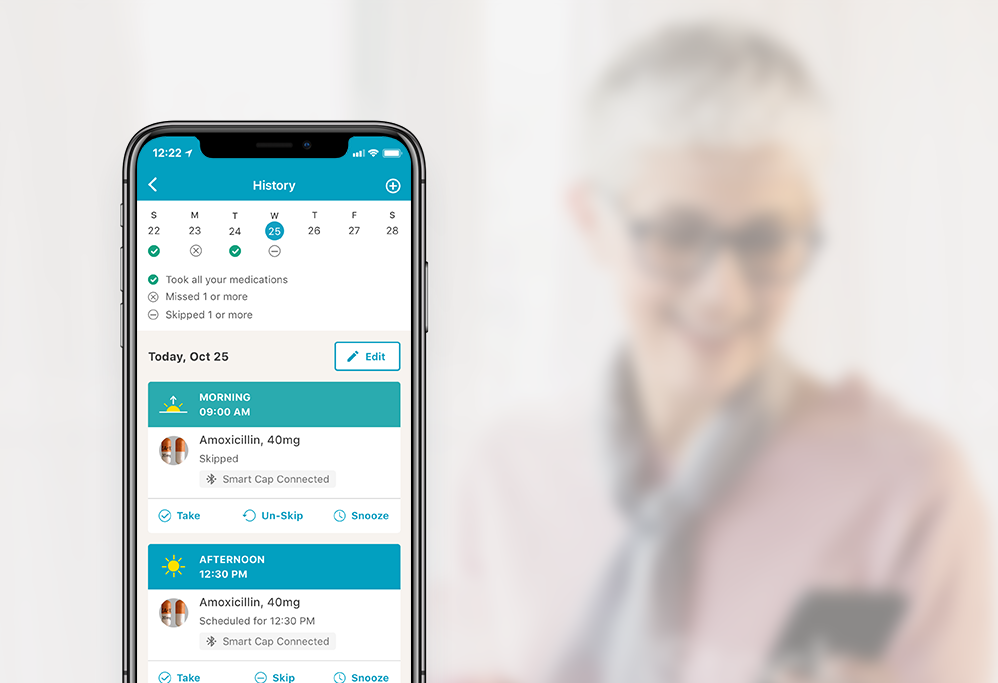 12:22
History
S M T W T F S
22 23 24 25 26 27 28
Took all your medications
Missed 1 or more
Skipped 1 or more
Today, Oct 25
Edit
MORNING
09:00 AM
Amoxicillin, 40mg
Skipped
Smart Cap Connected
Take Un-Skip Snooze
AFTERNOON
12:30 PM
Amoxicillin, 40mg
Scheduled for 12:30 PM
Smart Cap Connected
Take Skip Snooze